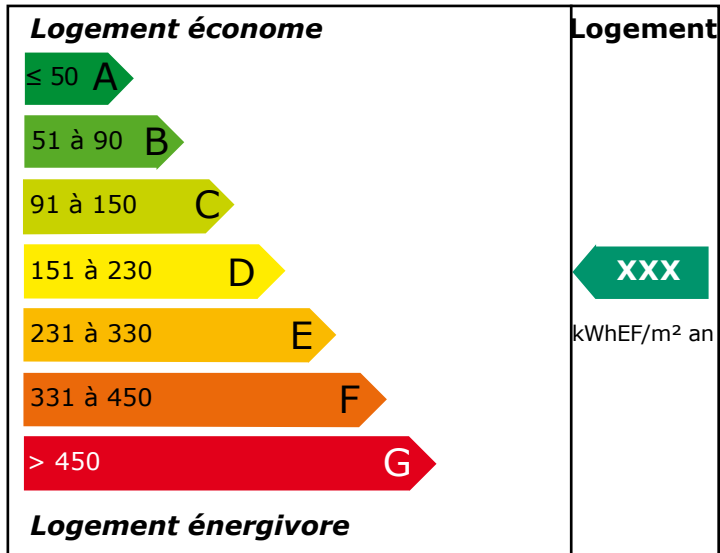 Logement économe
Logement
≤ 50 A
51 à 90 B
91 à 150 C
151 à 230 D
XXX
231 à 330 E
kWhEF/m² an
331 à 450 F
> 450 G
Logement énergivore